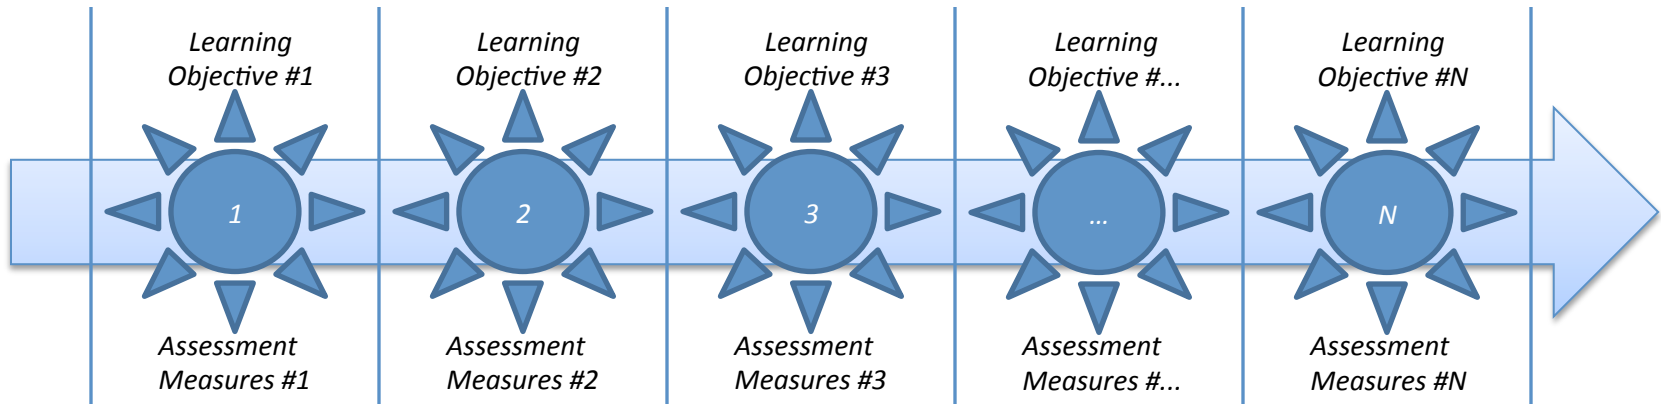 Learning
Objective #1
Learning
Objective #2
Learning
Objective #3
Learning
Objective #...
Learning
Objective #N
1
2
3
...
N
Assessment
Measures #1
Assessment
Measures #2
Assessment
Measures #3
Assessment
Measures #...
Assessment
Measures #N